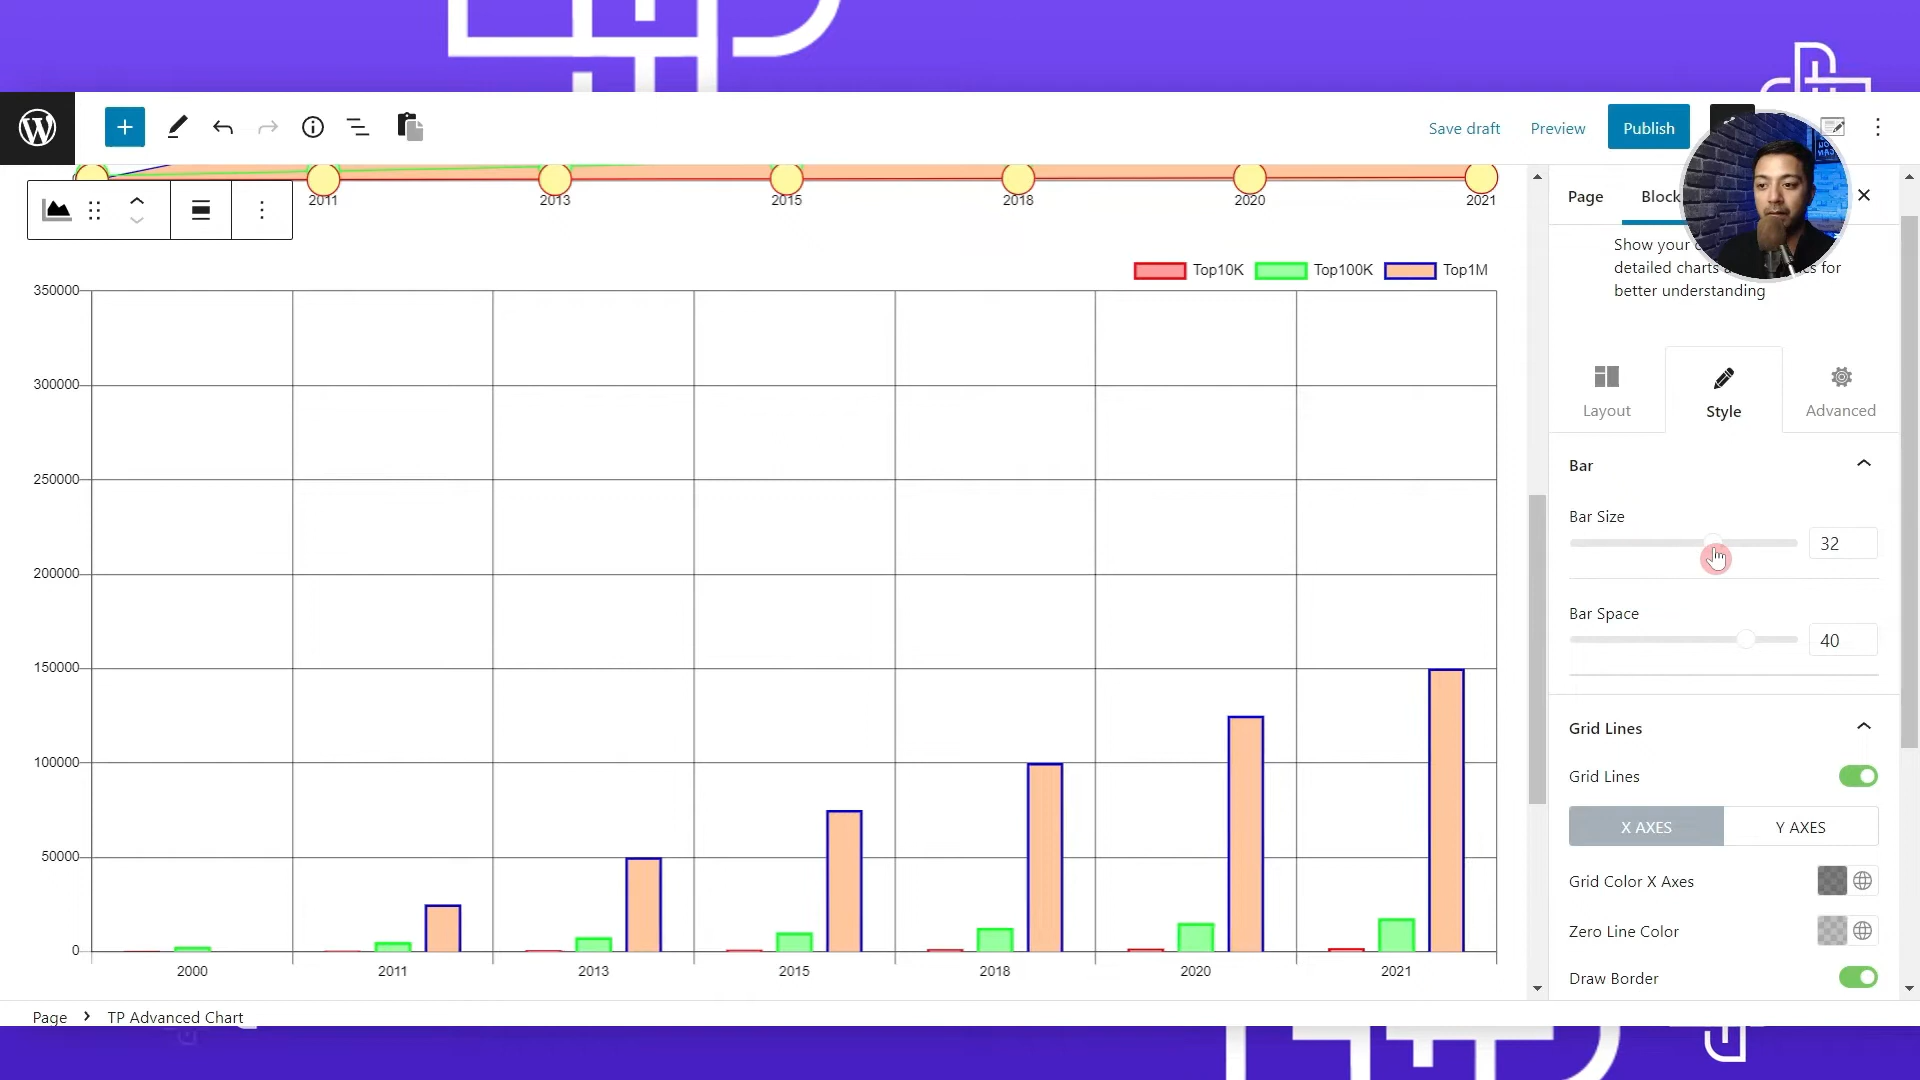 Save draft
Preview
Publish
2011 2013 2015 2018 2020 2021
Page
Block
Show your
detailed charts
for
better understanding
Top10K Top100K Top1M
350000
300000
250000
200000
150000
100000
50000
0
2000 2011 2013 2015 2018 2020 2021
Layout
Style
Advanced
Bar
Bar Size
32
Bar Space
40
Grid Lines
Grid Lines
X AXES
Y AXES
Grid Color X Axes
Zero Line Color
Draw Border
Page
TP Advanced Chart